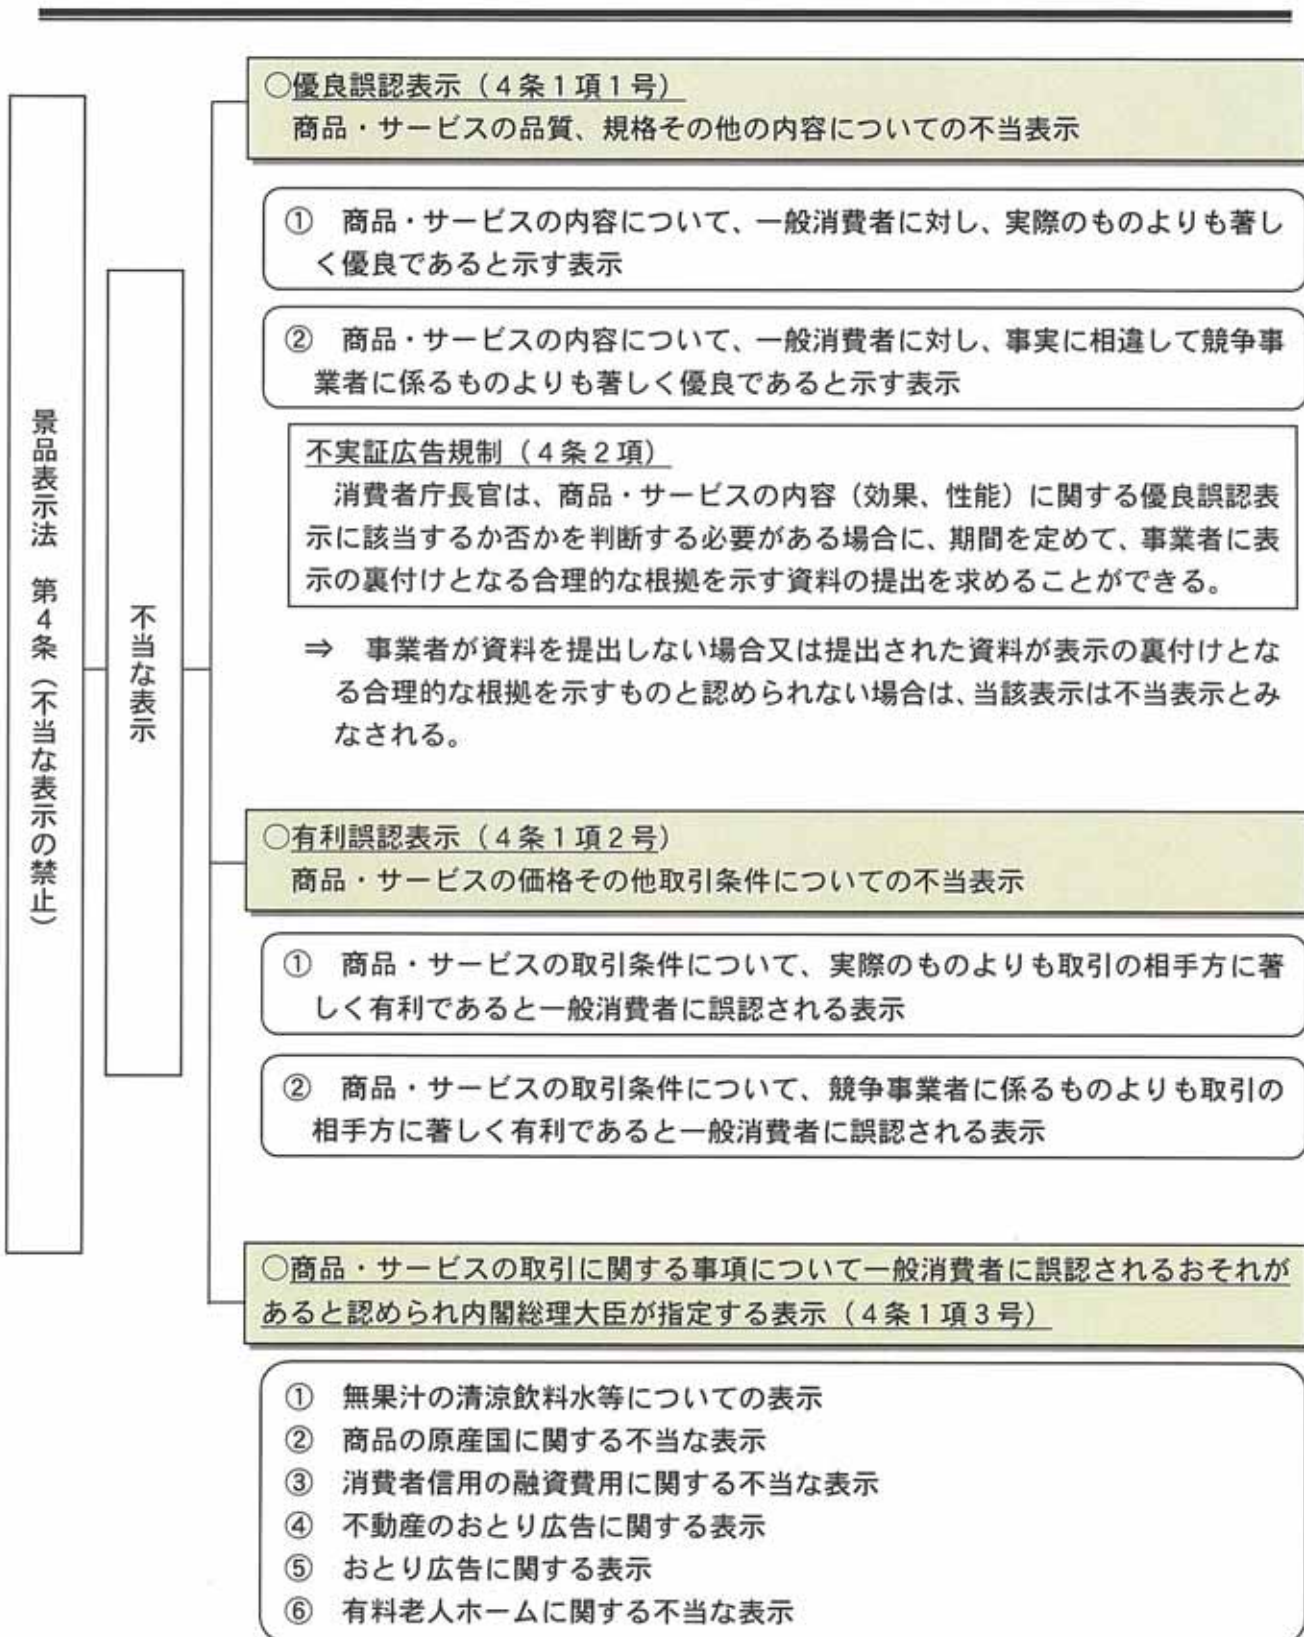 景品表示法 第4条（不当な表示の禁止）
不当な表示
○優良誤認表示（4条1項1号）
商品・サービスの品質、規格その他の内容についての不当表示
① 商品・サービスの内容について、一般消費者に対し、実際のものよりも著し
く優良であると示す表示
② 商品・サービスの内容について、一般消費者に対し、事実に相違して競争事
業者に係るものよりも著しく優良であると示す表示
不実証広告規制（4条2項）
消費者庁長官は、商品・サービスの内容（効果、性能）に関する優良誤認表
示に該当するか否かを判断する必要がある場合に、期間を定めて、事業者に表
示の裏付けとなる合理的な根拠を示す資料の提出を求めることができる。
⇒ 事業者が資料を提出しない場合又は提出された資料が表示の裏付けとな
る合理的な根拠を示すものと認められない場合は、当該表示は不当表示とみ
なされる。
○有利誤認表示（4条1項2号）
商品・サービスの価格その他取引条件についての不当表示
① 商品・サービスの取引条件について、実際のものよりも取引の相手方に著
しく有利であると一般消費者に誤認される表示
② 商品・サービスの取引条件について、競争事業者に係るものよりも取引の
相手方に著しく有利であると一般消費者に誤認される表示
○商品・サービスの取引に関する事項について一般消費者に誤認されるおそれが
あると認められ内閣総理大臣が指定する表示（4条1項3号）
① 無果汁の清涼飲料水等についての表示
② 商品の原産国に関する不当な表示
③ 消費者信用の融資費用に関する不当な表示
④ 不動産のおとり広告に関する表示
⑤ おとり広告に関する表示
⑥ 有料老人ホームに関する不当な表示